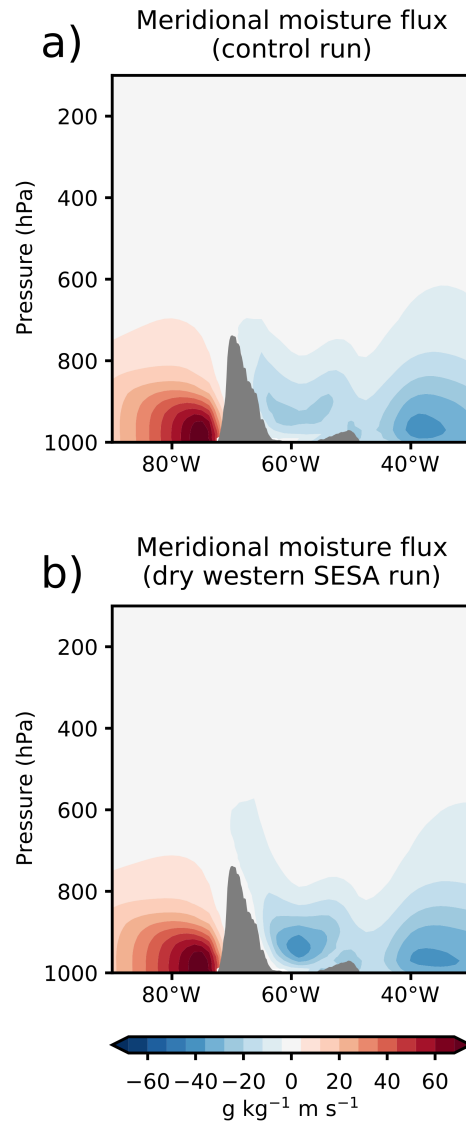 a)
Meridional moisture flux
(control run)
Pressure (hPa)
200
400
600
800
1000
80°W
60°W
40°W
b)
Meridional moisture flux
(dry western SESA run)
Pressure (hPa)
200
400
600
800
1000
80°W
60°W
40°W
−60 −40 −20 0 20 40 60
g kg⁻¹ m s⁻¹